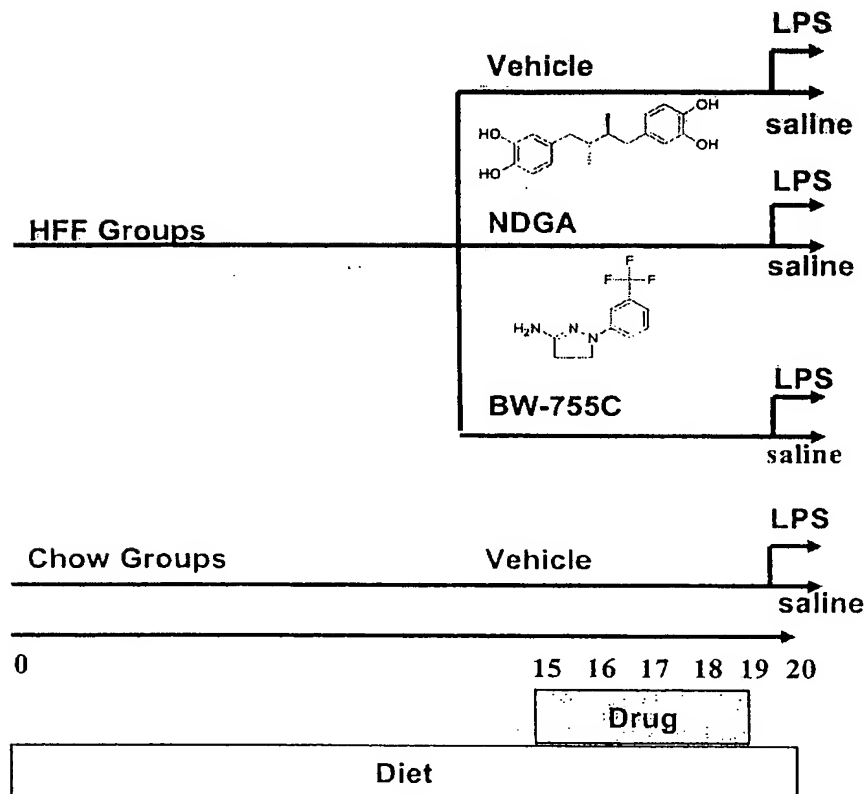 LPS
Vehicle
saline
OH
OH
HO
HO
LPS
HFF Groups
NDGA
saline
F
F
F
H₂N
N
N
LPS
BW-755C
saline
LPS
Chow Groups
Vehicle
saline
0
15 16 17 18 19 20
Drug
Diet